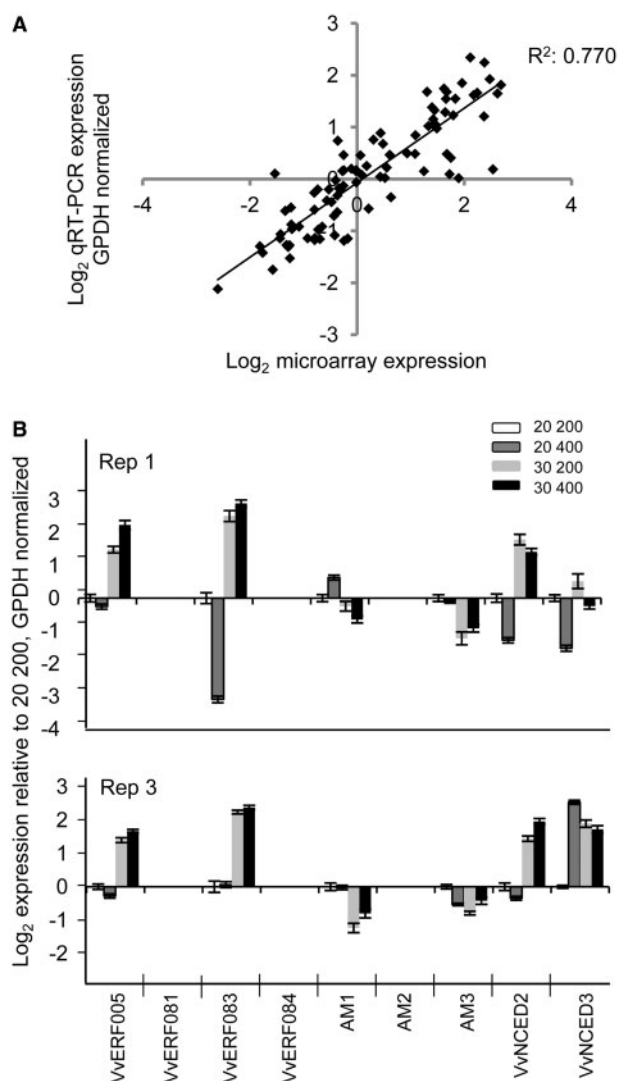 A
R²: 0.770
Log₂ qRT-PCR expression
GPDH normalized
3
2
1
0
-1
-2
-3
-4
-2
0
2
4
Log₂ microarray expression
B
Log₂ expression relative to 20 200, GPDH normalized
Rep 1
20 200
20 400
30 200
30 400
3
2
1
0
-1
-2
-3
-4
Rep 3
3
2
1
0
-1
-2
VvERF005
VvERF081
VvERF083
VvERF084
AM1
AM2
AM3
VvNCED2
VvNCED3